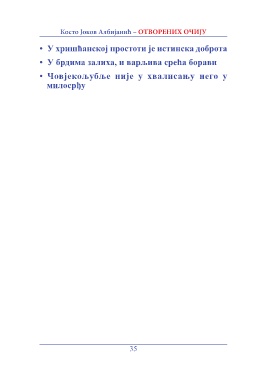 Косто Јоков Албијанић – ОТВОРЕНИХ ОЧИЈУ
• У хришћанској простоти је истинска доброта
• У брдима залиха, и варљива срећа борави
• Човјекољубље није у хвалисању него у
милосрђу
35